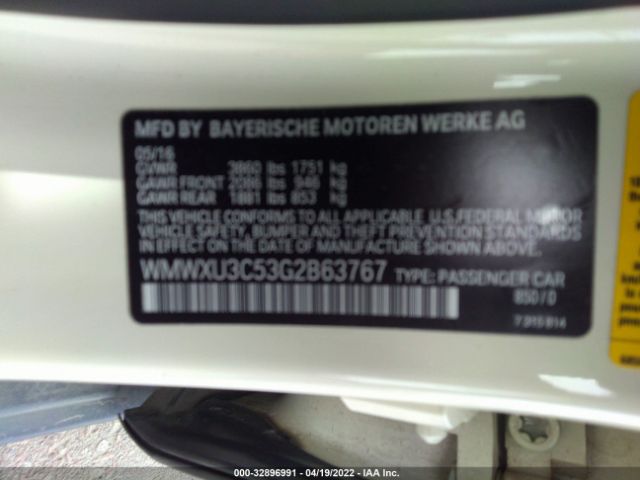 MFD BY BAYERISCHE MOTOREN WERKE AG
05/16
GVWR 3860 lbs 1751 kg
GAWR FRONT 2086 lbs 946 kg
GAWR REAR 1881 lbs 853 kg
THIS VEHICLE CONFORMS TO ALL APPLICABLE U.S. FEDERAL MOTOR
VEHICLE SAFETY, BUMPER AND THEFT PREVENTION STANDARDS IN
EFFECT ON THE DATE OF MANUFACTURE SHOWN ABOVE.
WMWXU3C53G2B63767 TYPE: PASSENGER CAR
850 / 0
000-32896991 - 04/19/2022 - IAA Inc.